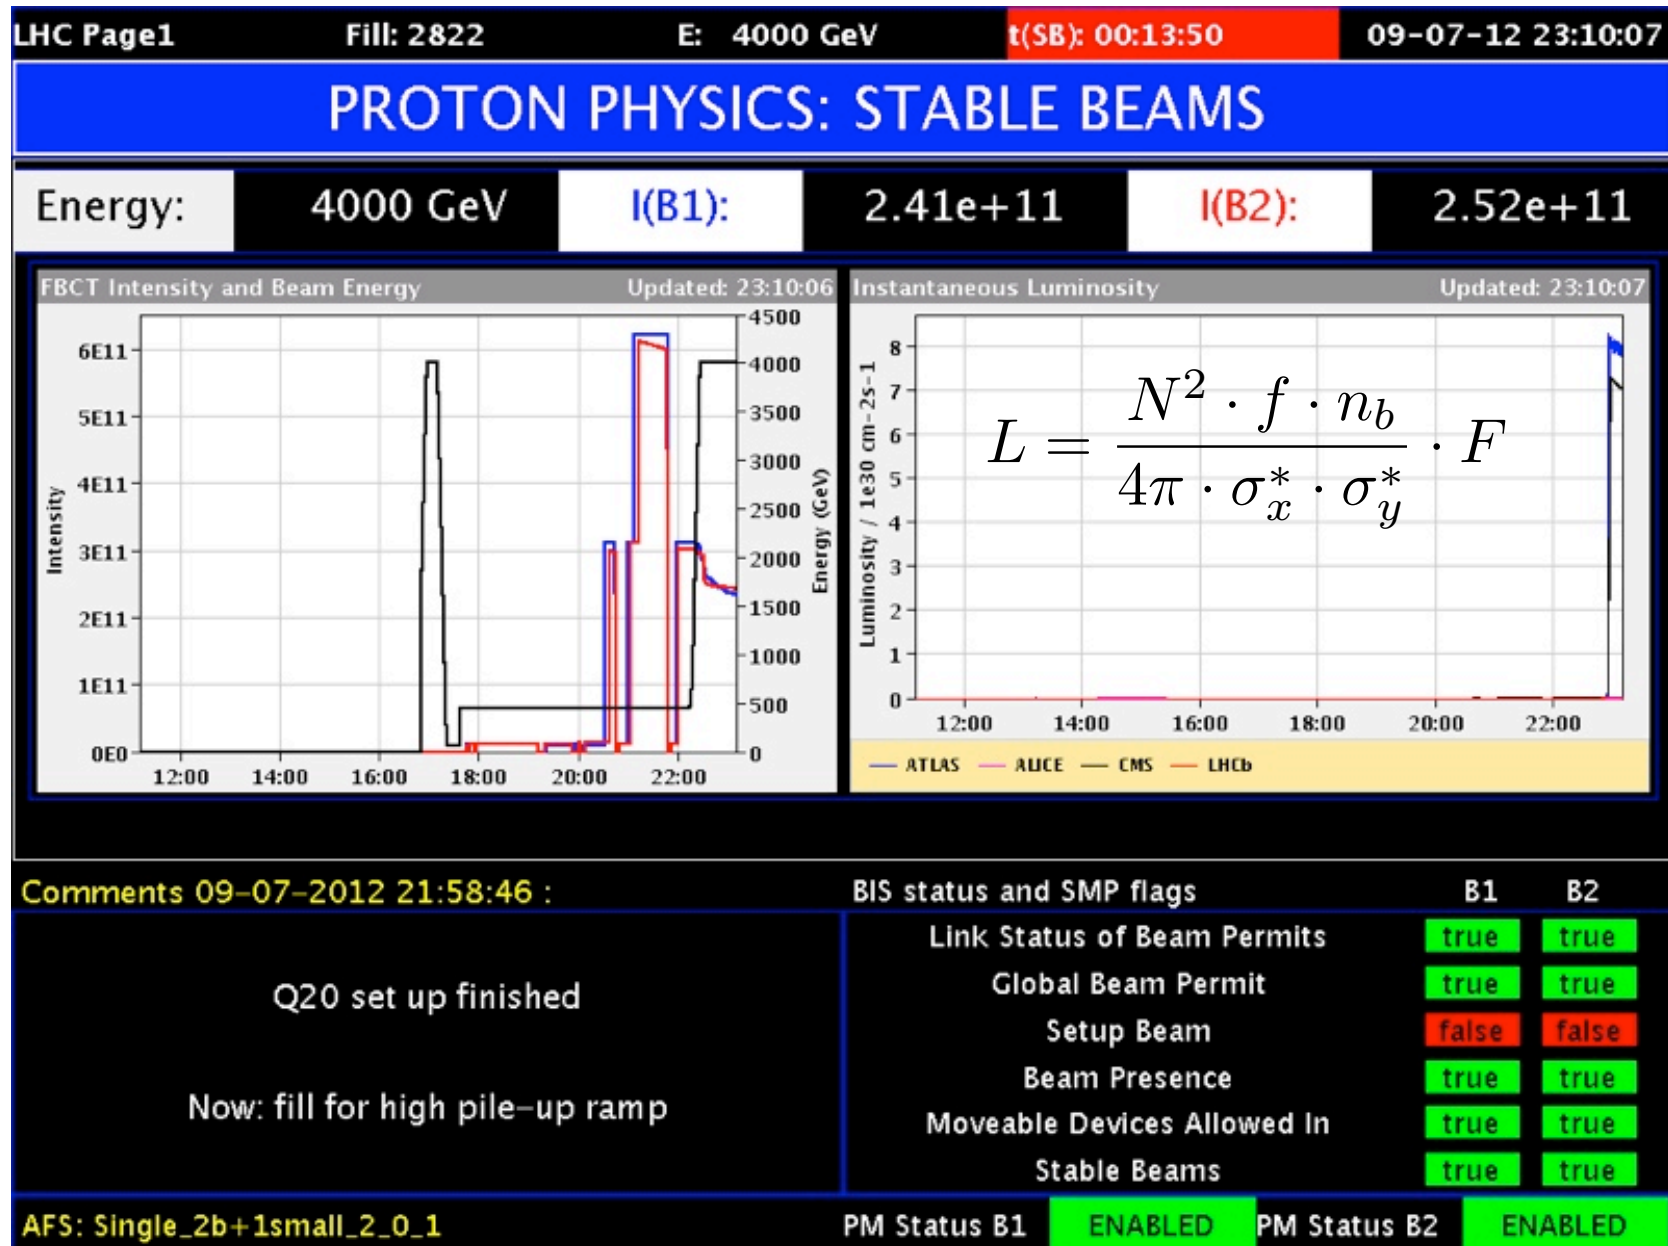 LHC Page1 Fill: 2822 E: 4000 GeV t(SB): 00:13:50 09-07-12 23:10:07
PROTON PHYSICS: STABLE BEAMS
Energy: 4000 GeV I(B1): 2.41e+11 I(B2): 2.52e+11
FBCT Intensity and Beam Energy Updated: 23:10:06
6E11
5E11
4E11
3E11
2E11
1E11
0E0
Intensity
4500
4000
3500
3000
2500
2000
1500
1000
500
0
Energy (GeV)
12:00 14:00 16:00 18:00 20:00 22:00
Instantaneous Luminosity Updated: 23:10:07
8
7
6
5
4
3
2
1
0
Luminosity / 1e30 cm-2s-1
L = \frac{N^2 · f · n_b}{4π · σ_x^* · σ_y^*} · F
12:00 14:00 16:00 18:00 20:00 22:00
ATLAS ALICE CMS LHCb
Comments 09-07-2012 21:58:46 :
Q20 set up finished
Now: fill for high pile-up ramp
BIS status and SMP flags B1 B2
Link Status of Beam Permits true true
Global Beam Permit true true
Setup Beam false false
Beam Presence true true
Moveable Devices Allowed In true true
Stable Beams true true
AFS: Single_2b+1small_2_0_1 PM Status B1 ENABLED PM Status B2 ENABLED